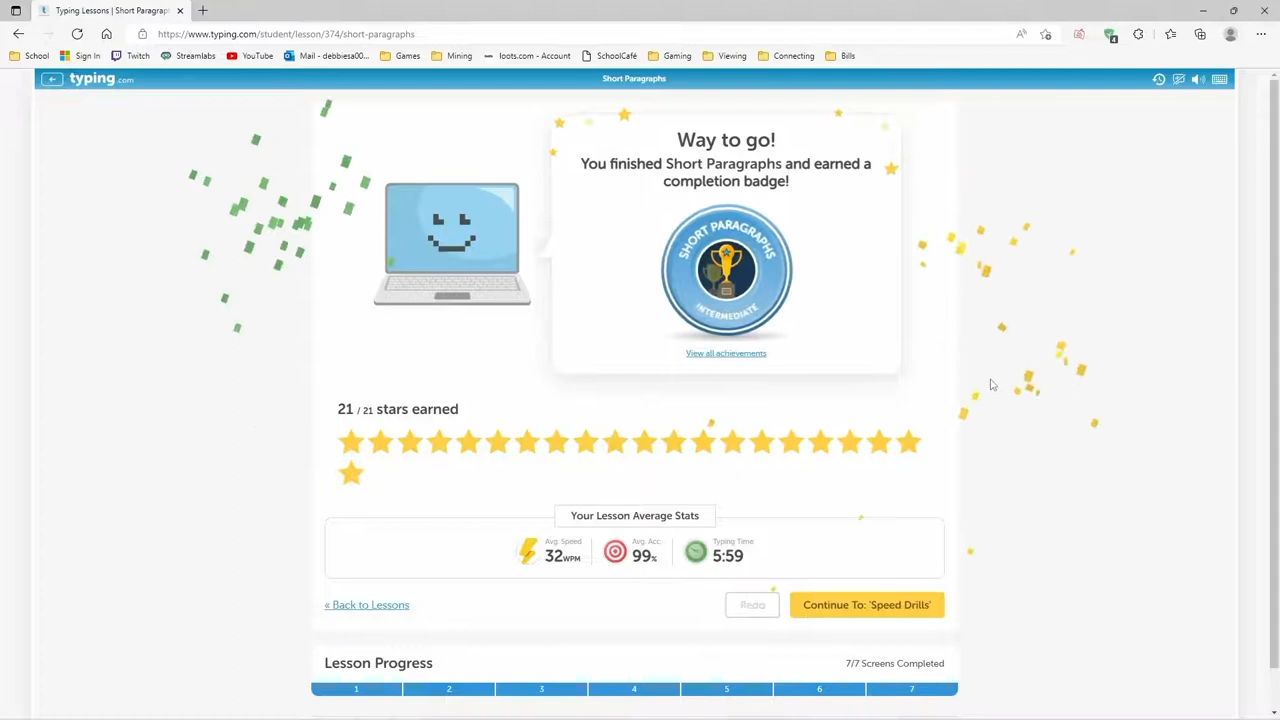 Typing Lessons | Short Paragrap
https://www.typing.com/student/lesson/374/short-paragraphs
School Sign In Twitch Streamlabs YouTube Mail - debbiesa00... Games Mining loots.com - Account SchoolCafé Gaming Viewing Connecting Bills
typing.com
Short Paragraphs
Way to go!
You finished Short Paragraphs and earned a
completion badge!
SHORT PARAGRAPHS
INTERMEDIATE
View all achievements
21 / 21 stars earned
Your Lesson Average Stats
Avg. Speed
32WPM
Avg. Acc.
99%
Typing Time
5:59
« Back to Lessons
Redo
Continue To: 'Speed Drills'
Lesson Progress
7/7 Screens Completed
1 2 3 4 5 6 7